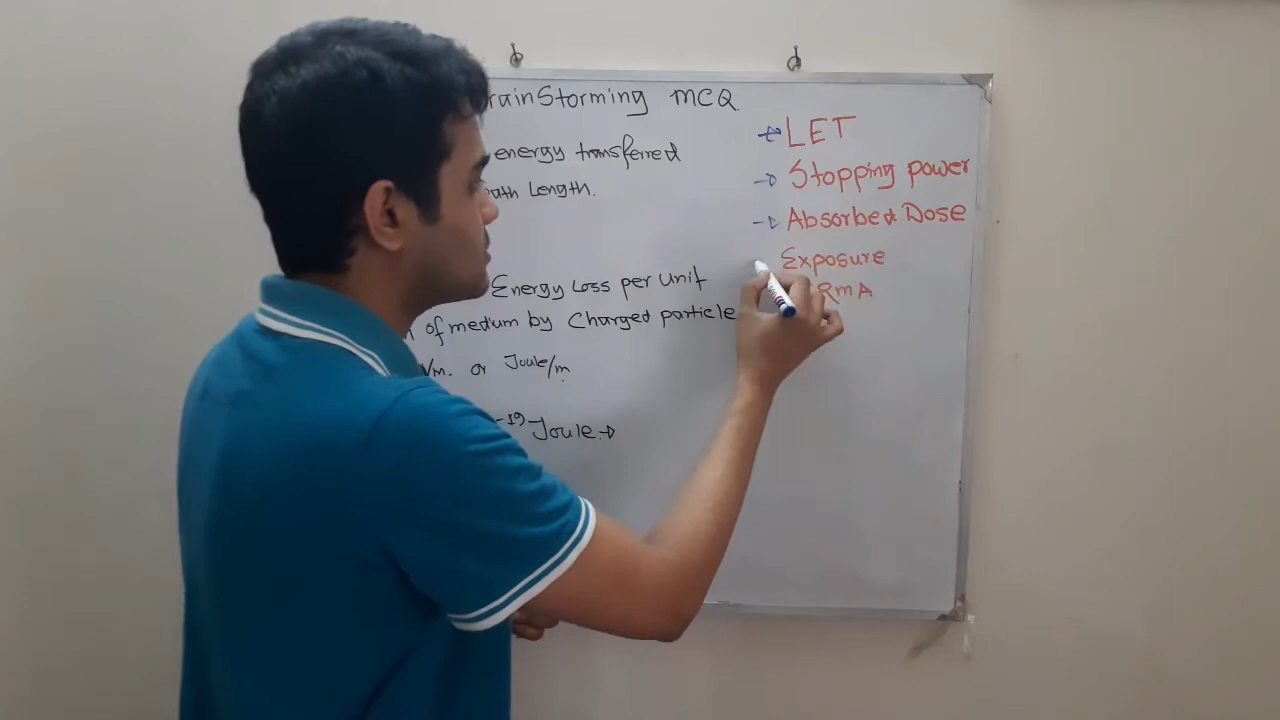 rainStorming MCQ
energy transferred
ath Length.
Energy Loss per unit
of medium by Charged particle
/m. or Joule/m
-19 Joule.→
→ LET
→ Stopping power
→ Absorbed Dose
Exposure
RmA